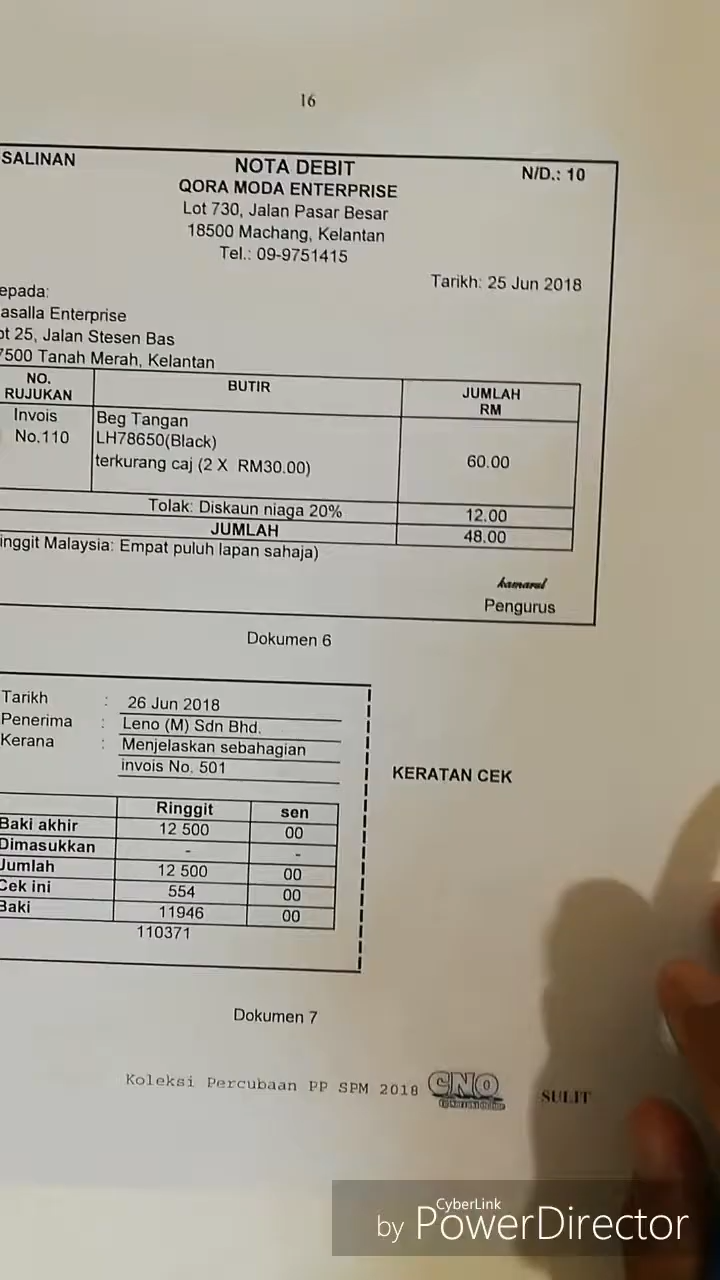 16
SALINAN
NOTA DEBIT
N/D.: 10
QORA MODA ENTERPRISE
Lot 730, Jalan Pasar Besar
18500 Machang, Kelantan
Tel.: 09-9751415
Tarikh: 25 Jun 2018
epada:
asalla Enterprise
ot 25, Jalan Stesen Bas
7500 Tanah Merah, Kelantan
NO. RUJUKAN BUTIR JUMLAH RM
Invois Beg Tangan
No.110 LH78650(Black)
terkurang caj (2 X RM30.00) 60.00
Tolak: Diskaun niaga 20% 12.00
JUMLAH 48.00
inggit Malaysia: Empat puluh lapan sahaja)
kamarul
Pengurus
Dokumen 6
Tarikh : 26 Jun 2018
Penerima : Leno (M) Sdn Bhd.
Kerana : Menjelaskan sebahagian
invois No. 501
KERATAN CEK
Ringgit sen
Baki akhir 12 500 00
Dimasukkan - -
Jumlah 12 500 00
Cek ini 554 00
Baki 11946 00
110371
Dokumen 7
Koleksi Percubaan PP SPM 2018 CNO
SULIT
CyberLink
by PowerDirector